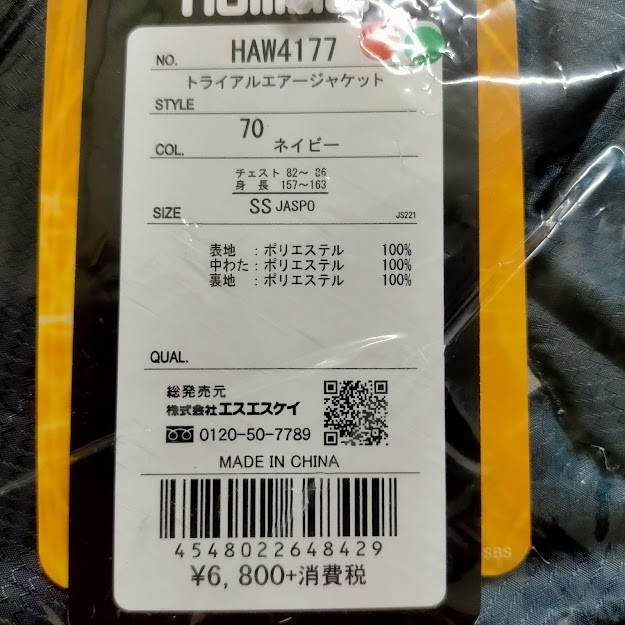 NO. HAW4177
トライアルエアージャケット
STYLE
70
COL. ネイビー
チェスト 82～ 86
身 長 157～163
SIZE SS JASPO JS221
表地 :ポリエステル 100%
中わた:ポリエステル 100%
裏地 :ポリエステル 100%
QUAL.
総発売元
株式会社エスエスケイ
0120-50-7789
MADE IN CHINA
4548022648429
¥6,800+消費税
SBS